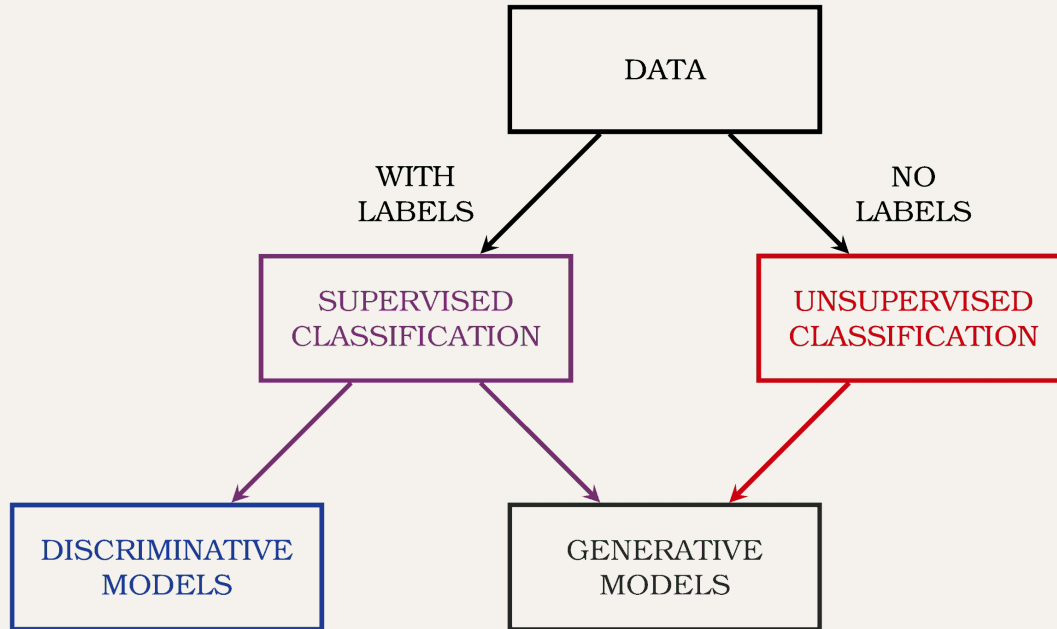 DATA
WITH
LABELS
NO
LABELS
SUPERVISED
CLASSIFICATION
UNSUPERVISED
CLASSIFICATION
DISCRIMINATIVE
MODELS
GENERATIVE
MODELS